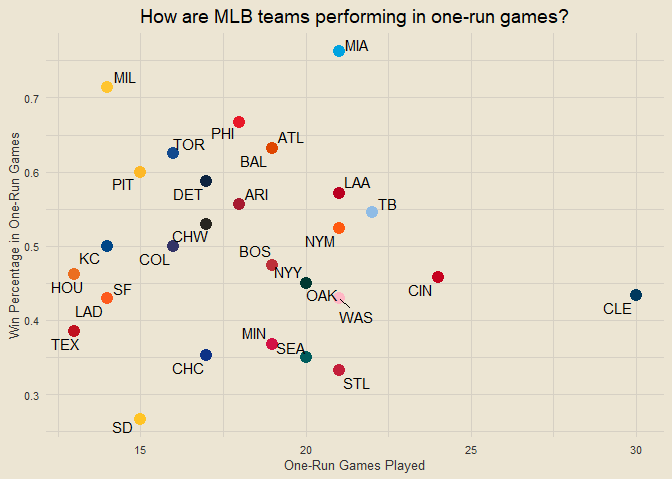 How are MLB teams performing in one-run games?
MIA
MIL
0.7
PHI
ATL
TOR
BAL
0.6
PIT
LAA
DET
ARI
TB
CHW
NYM
0.5
KC
COL
BOS
NYY
HOU
SF
OAK
CIN
CLE
LAD
WAS
0.4
TEX
MIN
SEA
CHC
STL
0.3
SD
15
20
25
30
One-Run Games Played
Win Percentage in One-Run Games